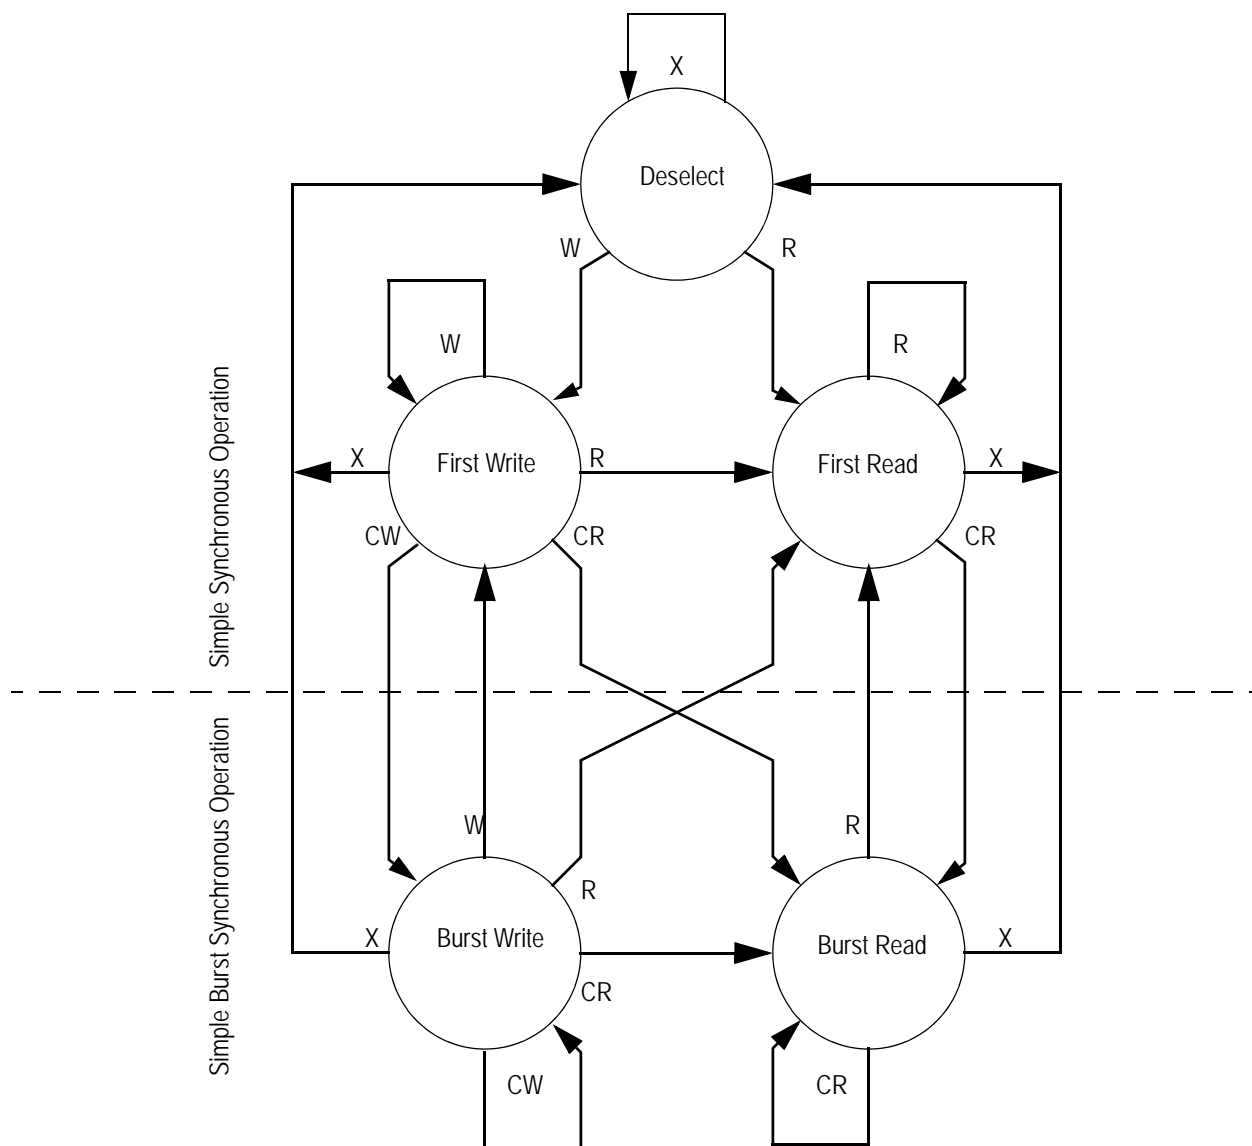 X
Deselect
W
R
W
R
Simple Synchronous Operation
First Write
First Read
X
R
X
CW
CR
CR
Simple Burst Synchronous Operation
W
R
R
X
Burst Write
Burst Read
X
CR
CW
CR